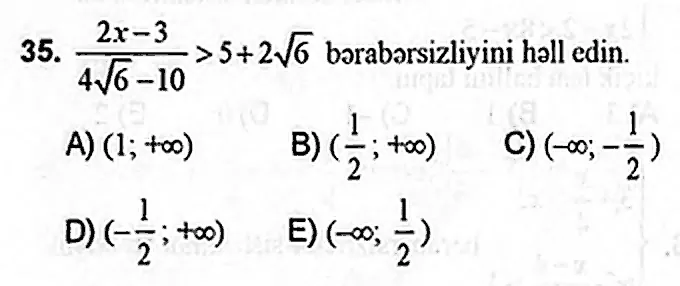 35. (2x-3)/(4√6-10) > 5+2√6 bərabərsizliyini həll edin.
A) (1; +∞) B) (1/2; +∞) C) (-∞; -1/2)
D) (-1/2; +∞) E) (-∞; 1/2)